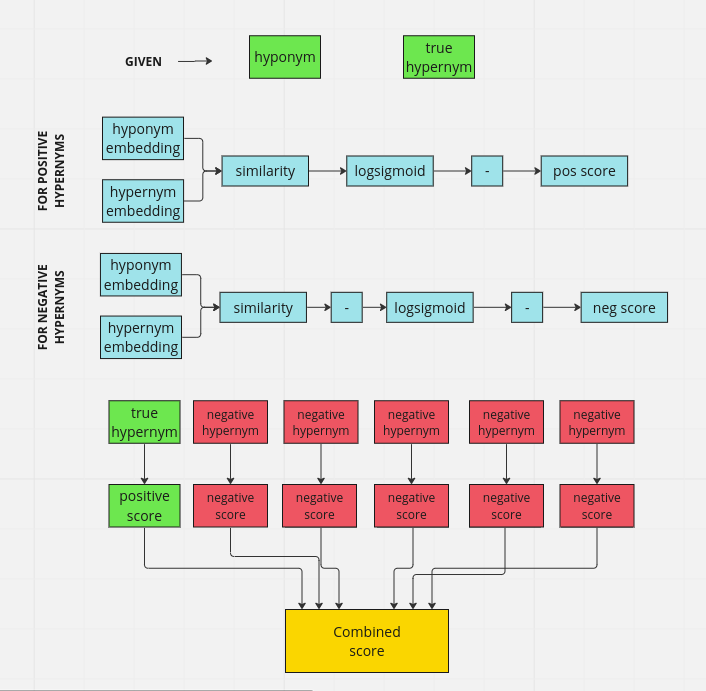 GIVEN
hyponym
true
hypernym
FOR POSITIVE
HYPERNYMS
hyponym
embedding
hypernym
embedding
similarity
logsigmoid
-
pos score
FOR NEGATIVE
HYPERNYMS
hyponym
embedding
hypernym
embedding
similarity
-
logsigmoid
-
neg score
true
hypernym
negative
hypernym
negative
hypernym
negative
hypernym
negative
hypernym
negative
hypernym
positive
score
negative
score
negative
score
negative
score
negative
score
negative
score
Combined
score